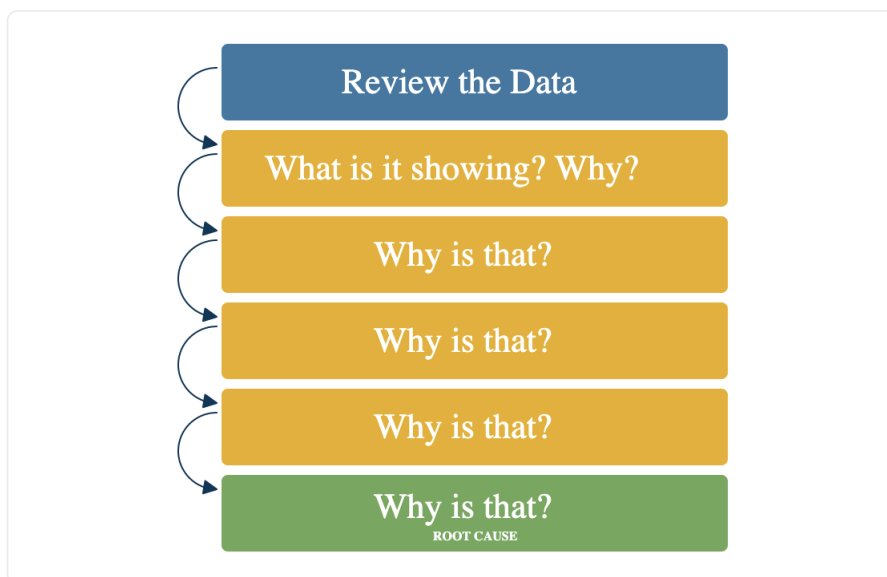 Review the Data
What is it showing? Why?
Why is that?
Why is that?
Why is that?
Why is that?
ROOT CAUSE